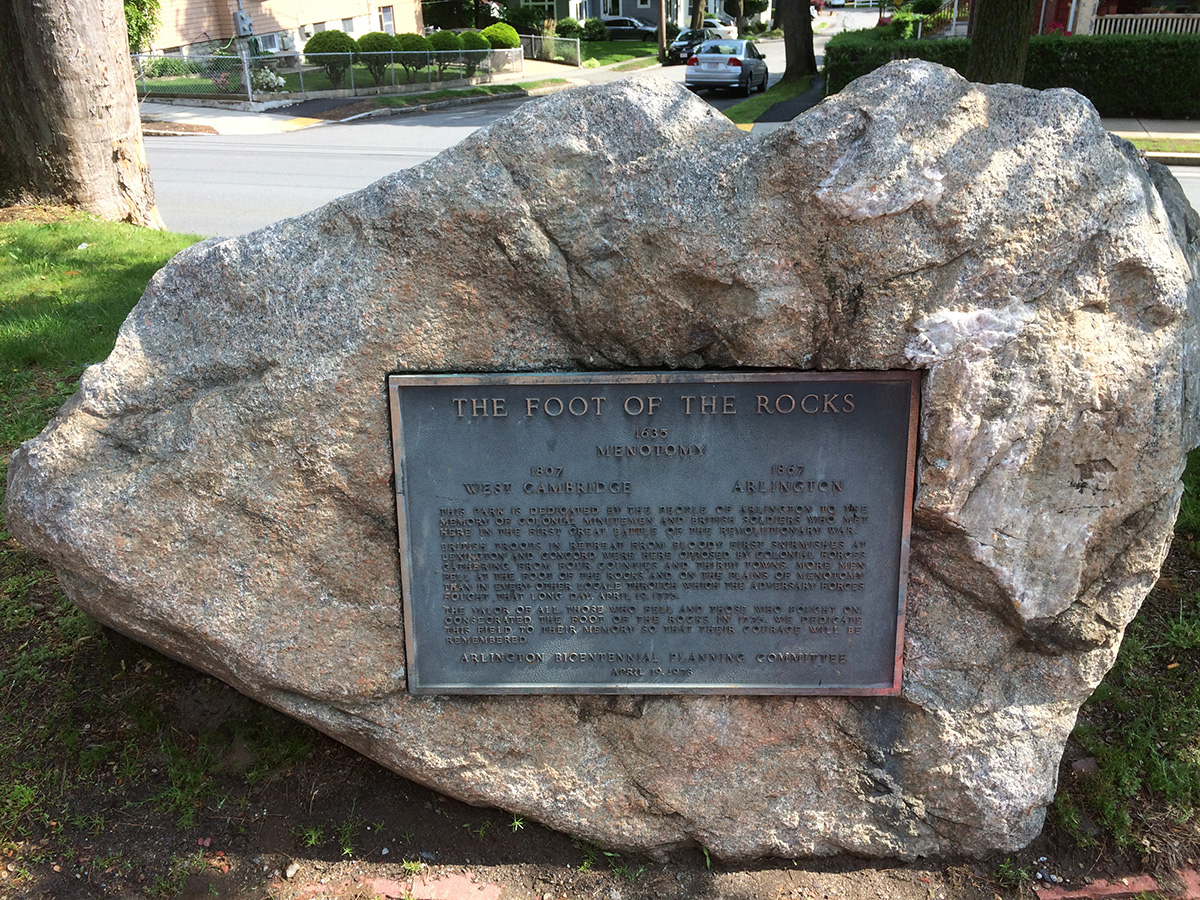 THE FOOT OF THE ROCKS
1635
MENOTOMY
1807
WEST CAMBRIDGE
1867
ARLINGTON
THIS PARK IS DEDICATED BY THE PEOPLE OF ARLINGTON TO THE
MEMORY OF COLONIAL MINUTEMEN AND BRITISH SOLDIERS WHO MET
HERE IN THE FIRST GREAT BATTLE OF THE REVOLUTIONARY WAR.
BRITISH TROOPS IN RETREAT FROM BLOODY FIRST SKIRMISHES AT
LEXINGTON AND CONCORD WERE HERE OPPOSED BY COLONIAL FORCES
GATHERING FROM FOUR COUNTIES AND THIRTY TOWNS. MORE MEN
FELL AT THE FOOT OF THE ROCKS AND ON THE PLAINS OF MENOTOMY
THAN IN EVERY OTHER LOCALE THROUGH WHICH THE ADVERSARY FORCES
FOUGHT THAT LONG DAY, APRIL 19, 1775.
THE VALOR OF ALL THOSE WHO FELL AND THOSE WHO FOUGHT ON
CONSECRATED THE FOOT OF THE ROCKS IN 1775. WE DEDICATE
THIS FIELD TO THEIR MEMORY SO THAT THEIR COURAGE WILL BE
REMEMBERED
ARLINGTON BICENTENNIAL PLANNING COMMITTEE
APRIL 19, 1973